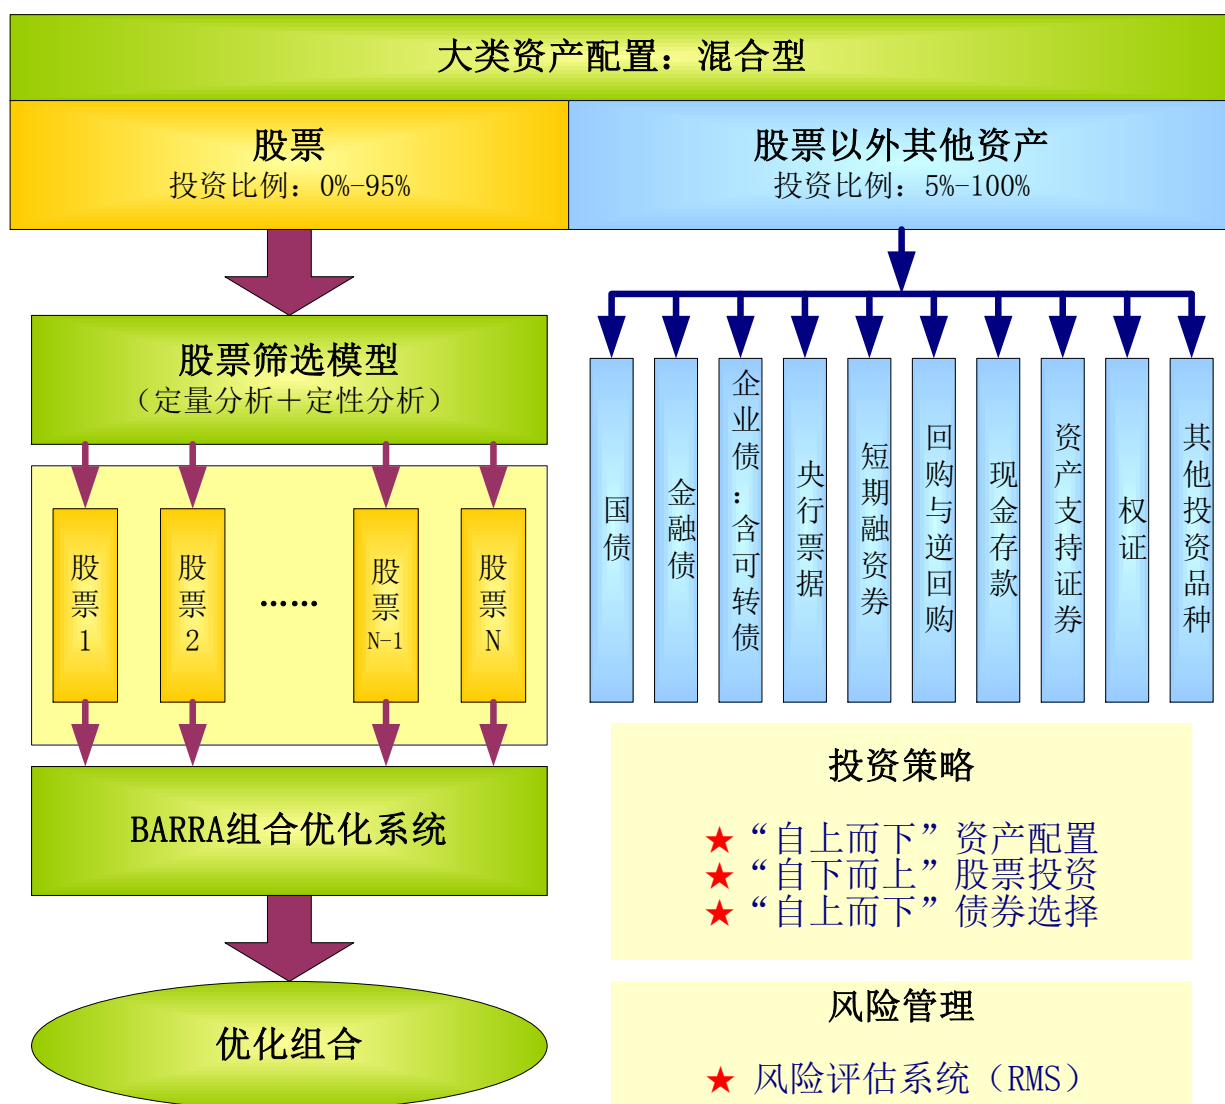 大类资产配置：混合型
股票
投资比例：0%-95%
股票以外其他资产
投资比例：5%-100%
股票筛选模型
（定量分析＋定性分析）
股票1
股票2
……
股票N-1
股票N
BARRA组合优化系统
优化组合
国债
金融债
企业债：含可转债
央行票据
短期融资券
回购与逆回购
现金存款
资产支持证券
权证
其他投资品种
投资策略
★“自上而下”资产配置
★“自下而上”股票投资
★“自上而下”债券选择
风险管理
★ 风险评估系统（RMS）